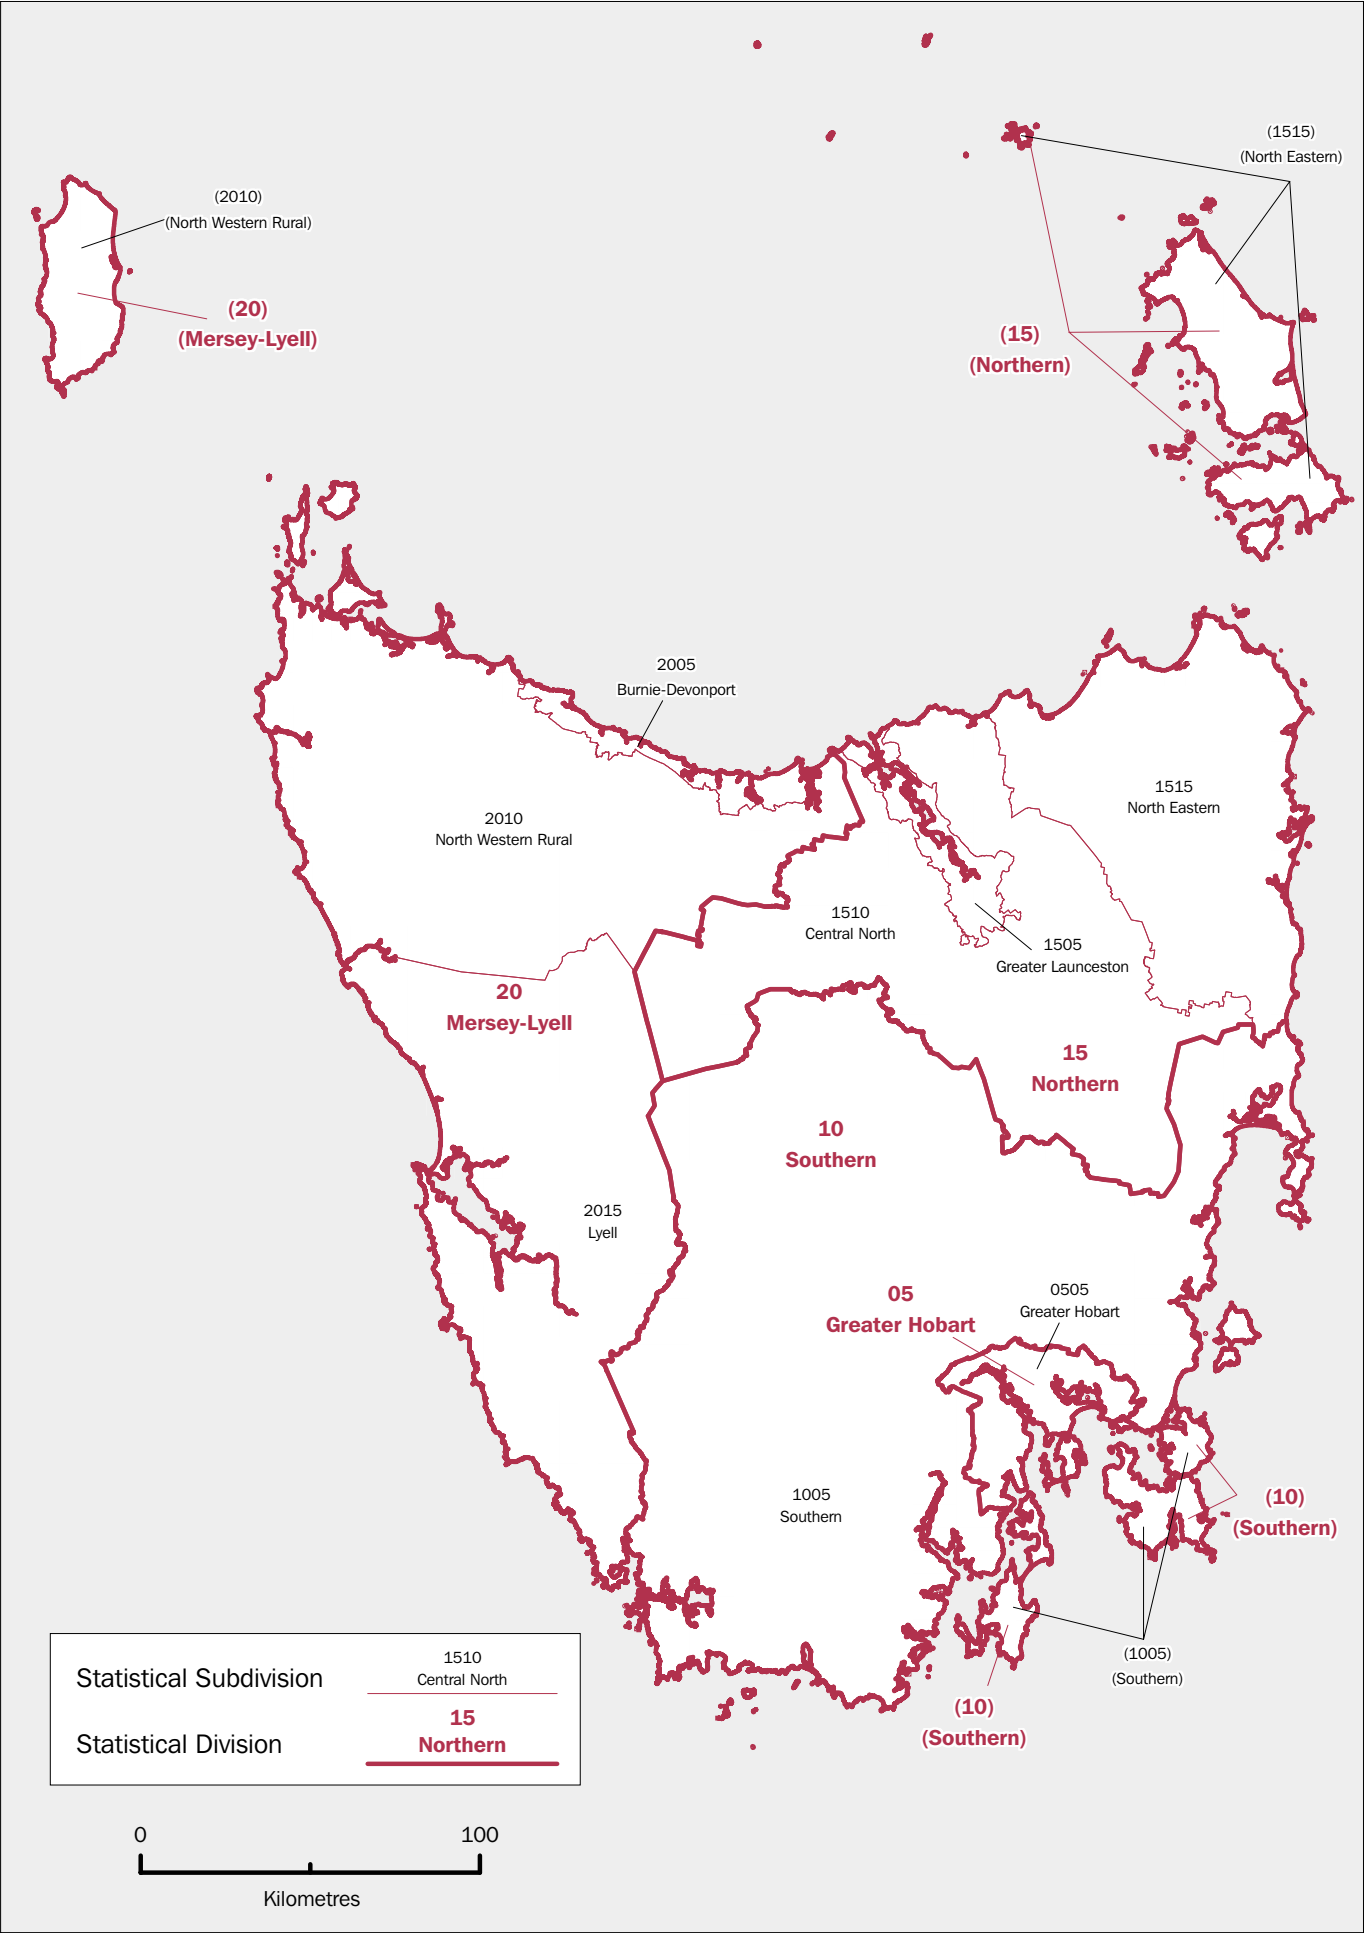 (1515)
(North Eastern)
(2010)
(North Western Rural)
(20)
(Mersey-Lyell)
(15)
(Northern)
2005
Burnie-Devonport
1515
North Eastern
2010
North Western Rural
1510
Central North
1505
Greater Launceston
20
Mersey-Lyell
15
Northern
10
Southern
2015
Lyell
05
Greater Hobart
0505
Greater Hobart
1005
Southern
(10)
(Southern)
(1005)
(Southern)
(10)
(Southern)
Statistical Subdivision
1510
Central North
Statistical Division
15
Northern
0 100
Kilometres